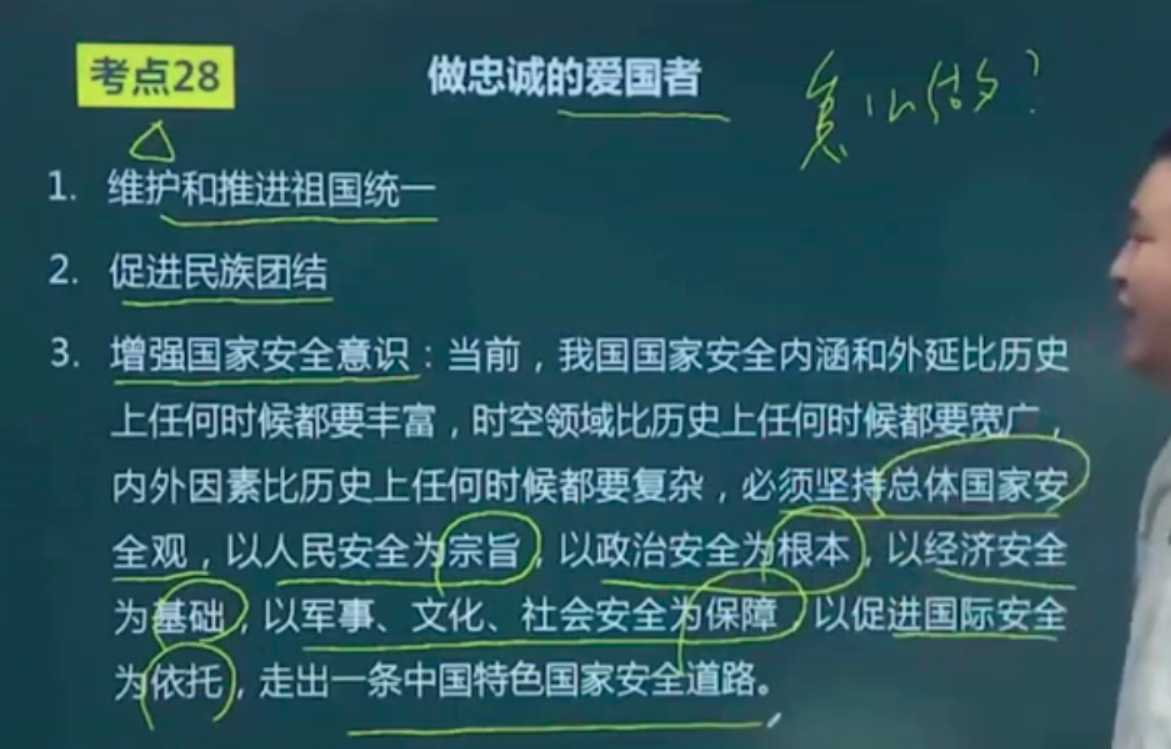 考点28
做忠诚的爱国者
怎么做?
1. 维护和推进祖国统一
2. 促进民族团结
3. 增强国家安全意识：当前，我国国家安全内涵和外延比历史
上任何时候都要丰富，时空领域比历史上任何时候都要宽广，
内外因素比历史上任何时候都要复杂，必须坚持总体国家安
全观，以人民安全为宗旨，以政治安全为根本，以经济安全
为基础，以军事、文化、社会安全为保障，以促进国际安全
为依托，走出一条中国特色国家安全道路。